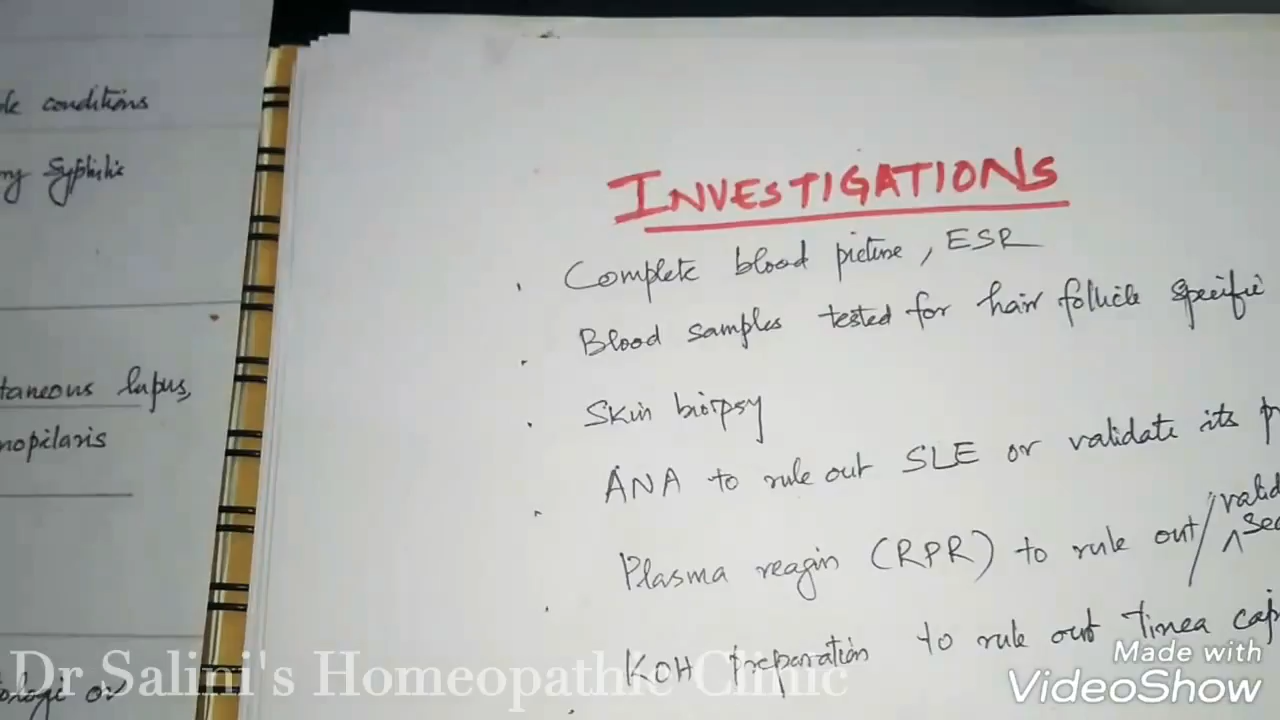 conditions
Syphilitic
taneous lupus,
nopilaris
or
INVESTIGATIONS
Complete blood picture, ESR
Blood samples tested for hair follicle specific
Skin biopsy
ANA to rule out SLE or validate its
Plasma reagin (RPR) to rule out/
KOH preparation to rule out tinea
Dr Salini's Homeopathic Clinic
Made with
VideoShow